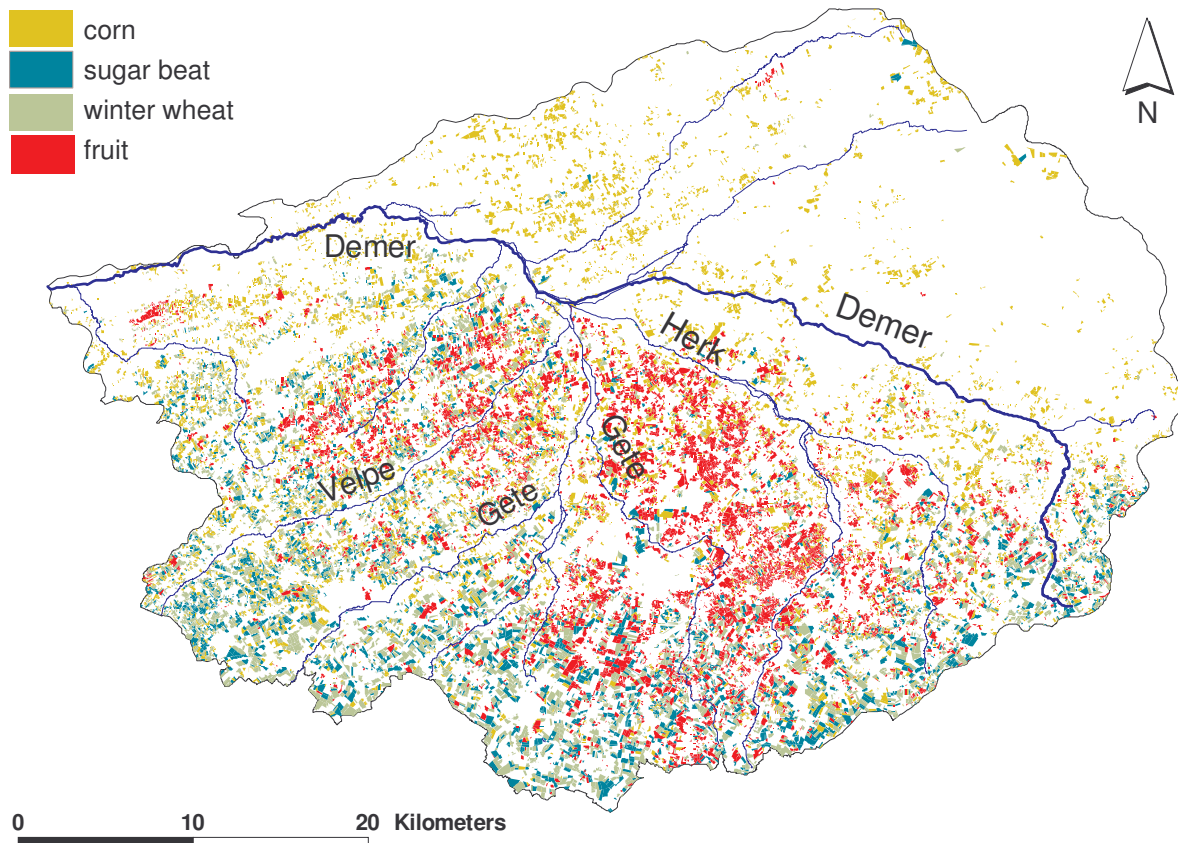 corn
sugar beat
winter wheat
fruit
N
Demer
Demer
Herk
Gete
Velpe
Gete
0 10 20 Kilometers